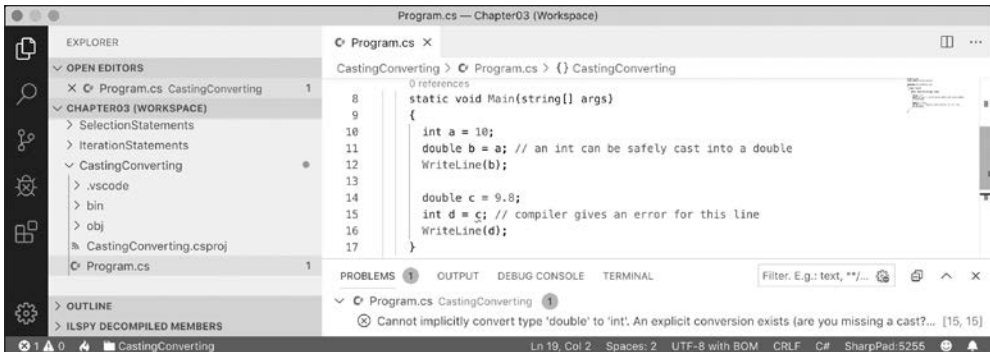 Program.cs — Chapter03 (Workspace)
EXPLORER
OPEN EDITORS
Program.cs CastingConverting 1
CHAPTER03 (WORKSPACE)
SelectionStatements
IterationStatements
CastingConverting
.vscode
bin
obj
CastingConverting.csproj
Program.cs 1
OUTLINE
ILSPY DECOMPILED MEMBERS
Program.cs
CastingConverting > Program.cs > {} CastingConverting
0 references
8 static void Main(string[] args)
9 {
10 int a = 10;
11 double b = a; // an int can be safely cast into a double
12 WriteLine(b);
13
14 double c = 9.8;
15 int d = c; // compiler gives an error for this line
16 WriteLine(d);
17 }
PROBLEMS 1 OUTPUT DEBUG CONSOLE TERMINAL Filter. E.g.: text, **/...
Program.cs CastingConverting 1
Cannot implicitly convert type 'double' to 'int'. An explicit conversion exists (are you missing a cast?... [15, 15]
1 0 CastingConverting Ln 19, Col 2 Spaces: 2 UTF-8 with BOM CRLF C# SharpPad:5255